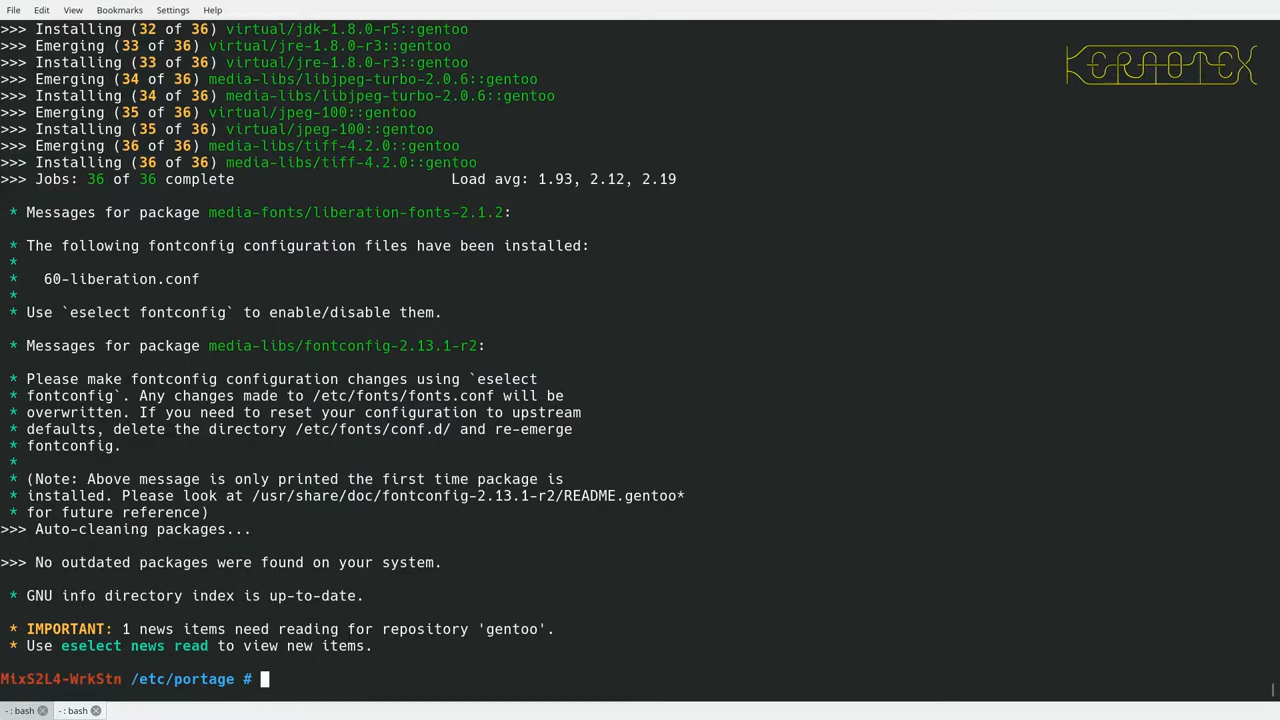 File Edit View Bookmarks Settings Help
>>> Installing (32 of 36) virtual/jdk-1.8.0-r5::gentoo
>>> Emerging (33 of 36) virtual/jre-1.8.0-r3::gentoo
>>> Installing (33 of 36) virtual/jre-1.8.0-r3::gentoo
>>> Emerging (34 of 36) media-libs/libjpeg-turbo-2.0.6::gentoo
>>> Installing (34 of 36) media-libs/libjpeg-turbo-2.0.6::gentoo
>>> Emerging (35 of 36) virtual/jpeg-100::gentoo
>>> Installing (35 of 36) virtual/jpeg-100::gentoo
>>> Emerging (36 of 36) media-libs/tiff-4.2.0::gentoo
>>> Installing (36 of 36) media-libs/tiff-4.2.0::gentoo
>>> Jobs: 36 of 36 complete Load avg: 1.93, 2.12, 2.19
* Messages for package media-fonts/liberation-fonts-2.1.2:
* The following fontconfig configuration files have been installed:
*
* 60-liberation.conf
*
* Use `eselect fontconfig` to enable/disable them.
* Messages for package media-libs/fontconfig-2.13.1-r2:
* Please make fontconfig configuration changes using `eselect
* fontconfig`. Any changes made to /etc/fonts/fonts.conf will be
* overwritten. If you need to reset your configuration to upstream
* defaults, delete the directory /etc/fonts/conf.d/ and re-emerge
* fontconfig.
*
* (Note: Above message is only printed the first time package is
* installed. Please look at /usr/share/doc/fontconfig-2.13.1-r2/README.gentoo*
* for future reference)
>>> Auto-cleaning packages...
>>> No outdated packages were found on your system.
* GNU info directory index is up-to-date.
* IMPORTANT: 1 news items need reading for repository 'gentoo'.
* Use eselect news read to view new items.
MixS2L4-WrkStn /etc/portage #
- : bash - : bash